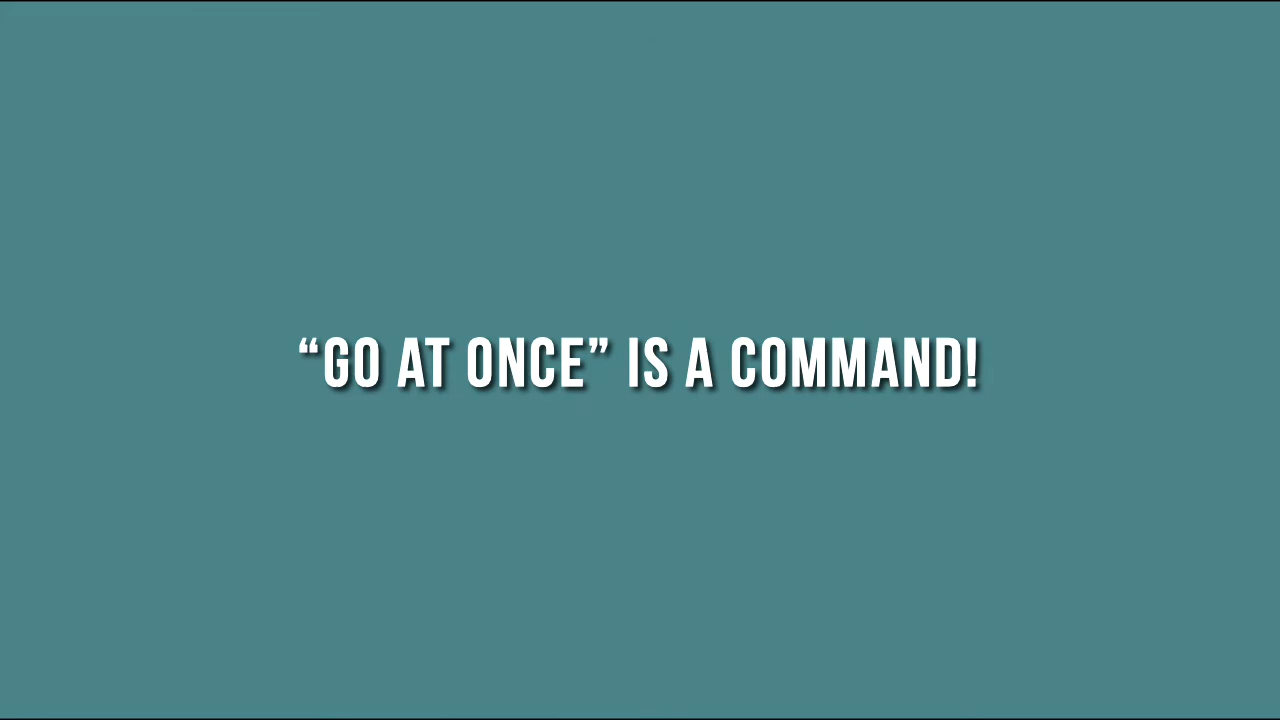 “GO AT ONCE” IS A COMMAND!